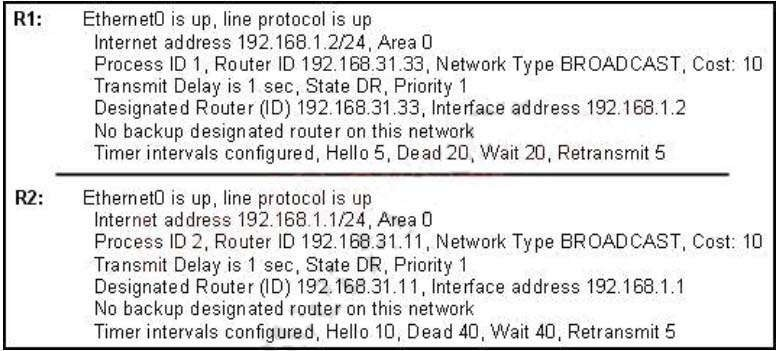 R1: Ethernet0 is up, line protocol is up
Internet address 192.168.1.2/24, Area 0
Process ID 1, Router ID 192.168.31.33, Network Type BROADCAST, Cost: 10
Transmit Delay is 1 sec, State DR, Priority 1
Designated Router (ID) 192.168.31.33, Interface address 192.168.1.2
No backup designated router on this network
Timer intervals configured, Hello 5, Dead 20, Wait 20, Retransmit 5
R2: Ethernet0 is up, line protocol is up
Internet address 192.168.1.1/24, Area 0
Process ID 2, Router ID 192.168.31.11, Network Type BROADCAST, Cost: 10
Transmit Delay is 1 sec, State DR, Priority 1
Designated Router (ID) 192.168.31.11, Interface address 192.168.1.1
No backup designated router on this network
Timer intervals configured, Hello 10, Dead 40, Wait 40, Retransmit 5